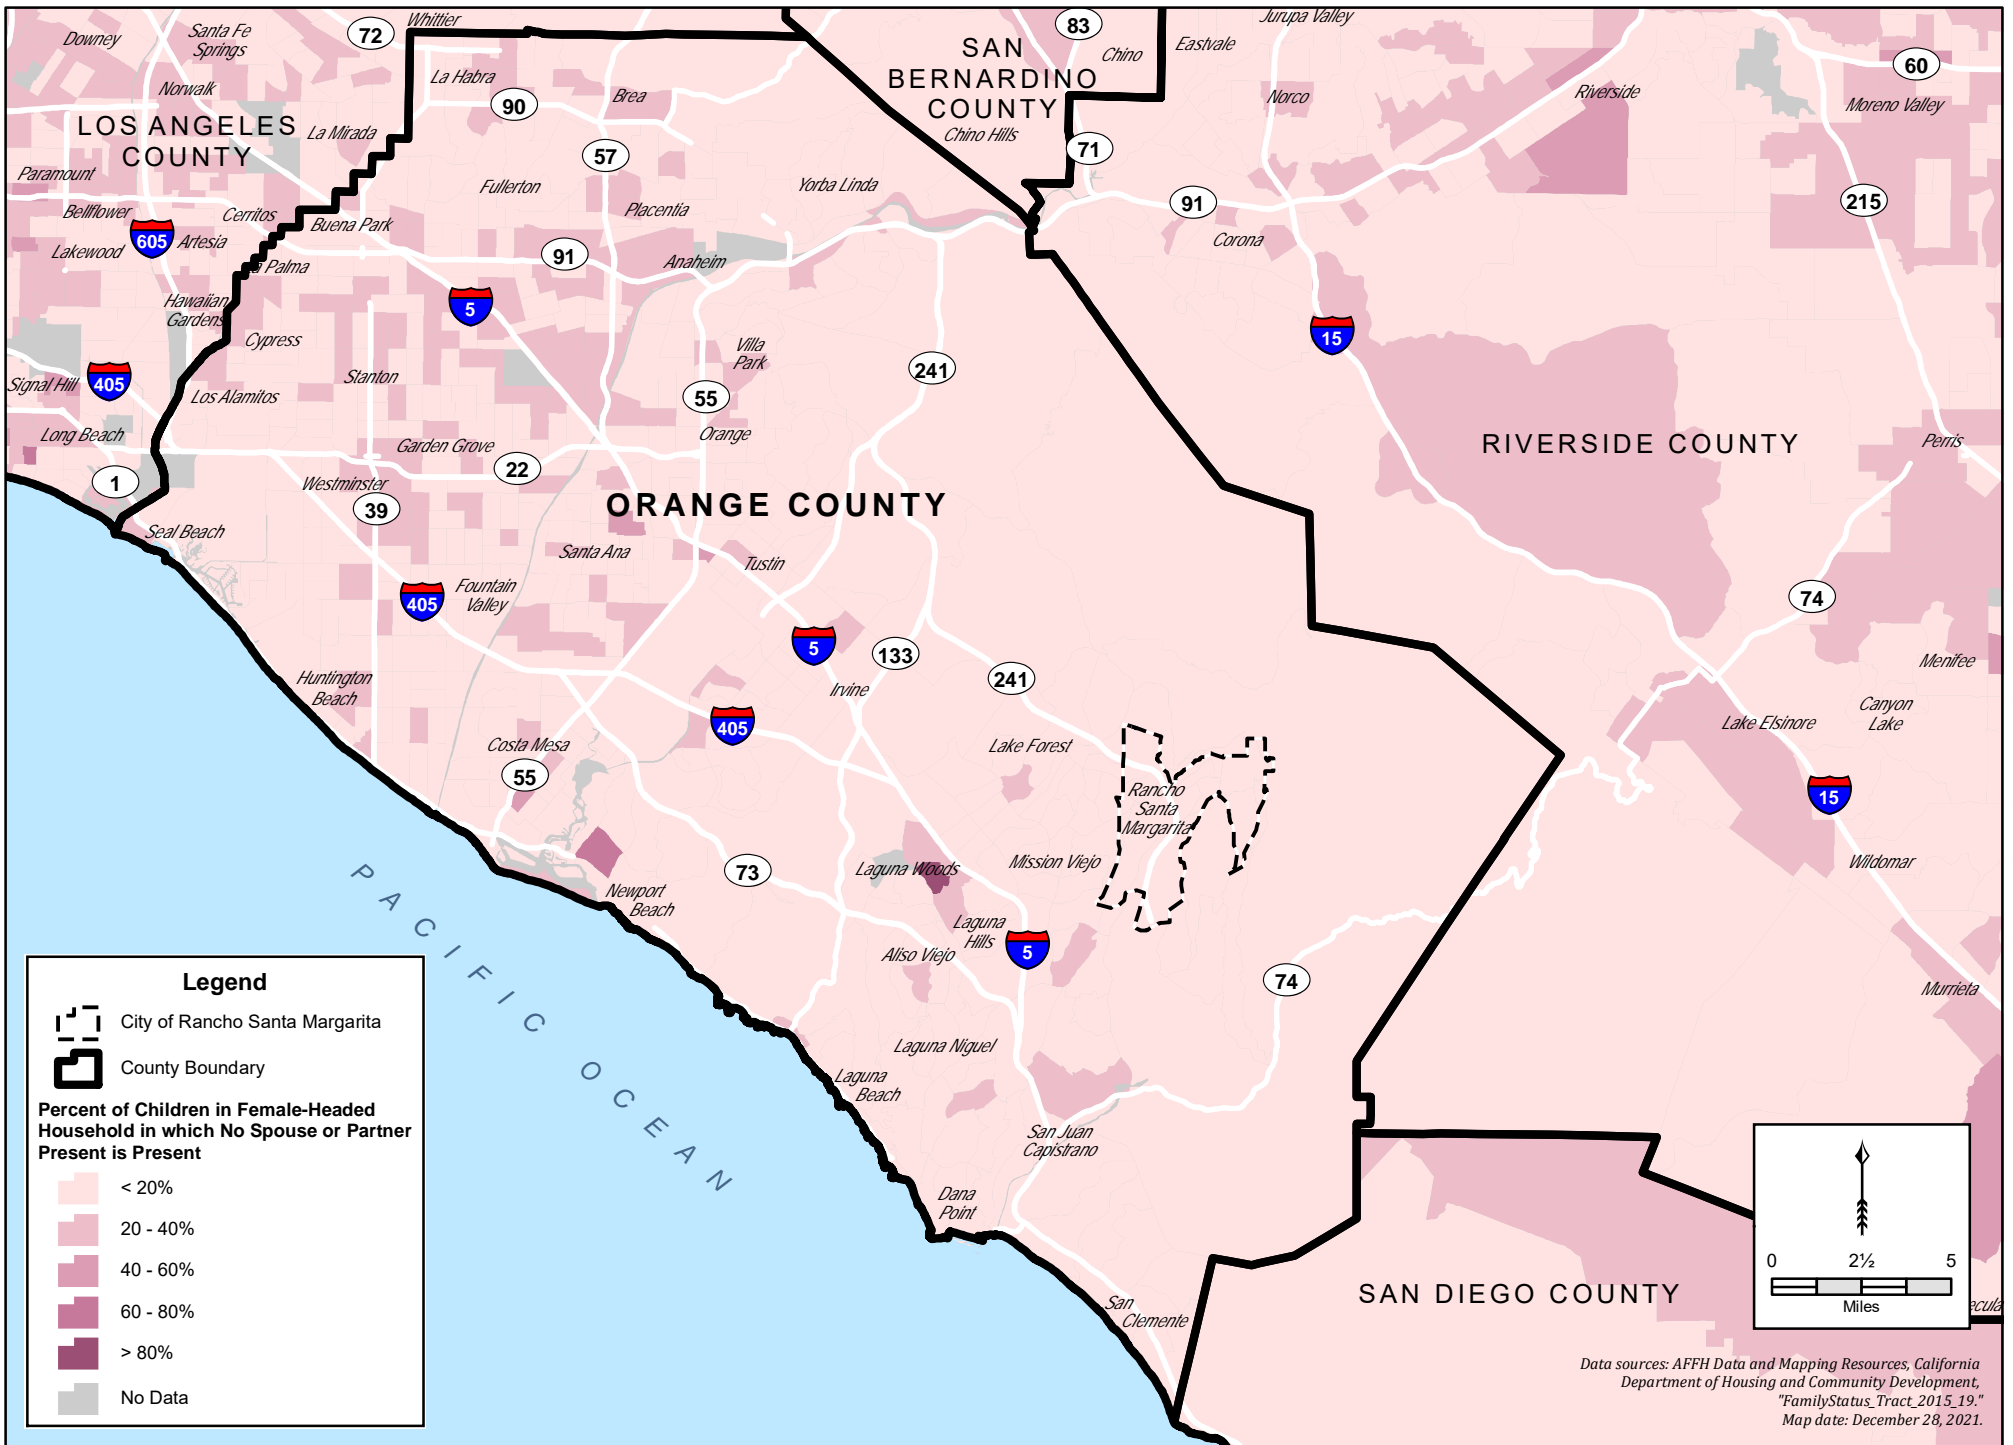 Whittier
72
Downey
Santa Fe
Springs
Norwalk
LOS ANGELES
COUNTY
La Mirada
Paramount
Bellflower
Cerritos
Lakewood
605
Artesia
Buena Park
La Palma
Hawaiian
Gardens
Cypress
Signal Hill
405
Los Alamitos
Long Beach
1
Seal Beach
La Habra
90
Brea
57
Fullerton
Placentia
Yorba Linda
91
Anaheim
5
Stanton
Villa
Park
55
241
Orange
Garden Grove
22
Westminster
39
ORANGE COUNTY
Santa Ana
Tustin
Fountain
Valley
405
5
133
241
Irvine
Huntington
Beach
405
Costa Mesa
55
Lake Forest
Rancho
Santa
Margarita
Mission Viejo
Laguna Woods
73
Newport
Beach
Laguna
Hills
5
Aliso Viejo
74
Laguna Niguel
Laguna
Beach
San Juan
Capistrano
Dana
Point
San
Clemente
PACIFIC OCEAN
SAN
BERNARDINO
COUNTY
Chino Hills
83
Chino
71
Eastvale
Jurupa Valley
Norco
Riverside
60
Moreno Valley
91
Corona
215
15
RIVERSIDE COUNTY
Perris
74
Menifee
Canyon
Lake
Lake Elsinore
15
Wildomar
Murrieta
SAN DIEGO COUNTY
ecula
Legend
City of Rancho Santa Margarita
County Boundary
Percent of Children in Female-Headed
Household in which No Spouse or Partner
Present is Present
< 20%
20 - 40%
40 - 60%
60 - 80%
> 80%
No Data
0 2½ 5
Miles
Data sources: AFFH Data and Mapping Resources, California
Department of Housing and Community Development,
"FamilyStatus_Tract_2015_19."
Map date: December 28, 2021.